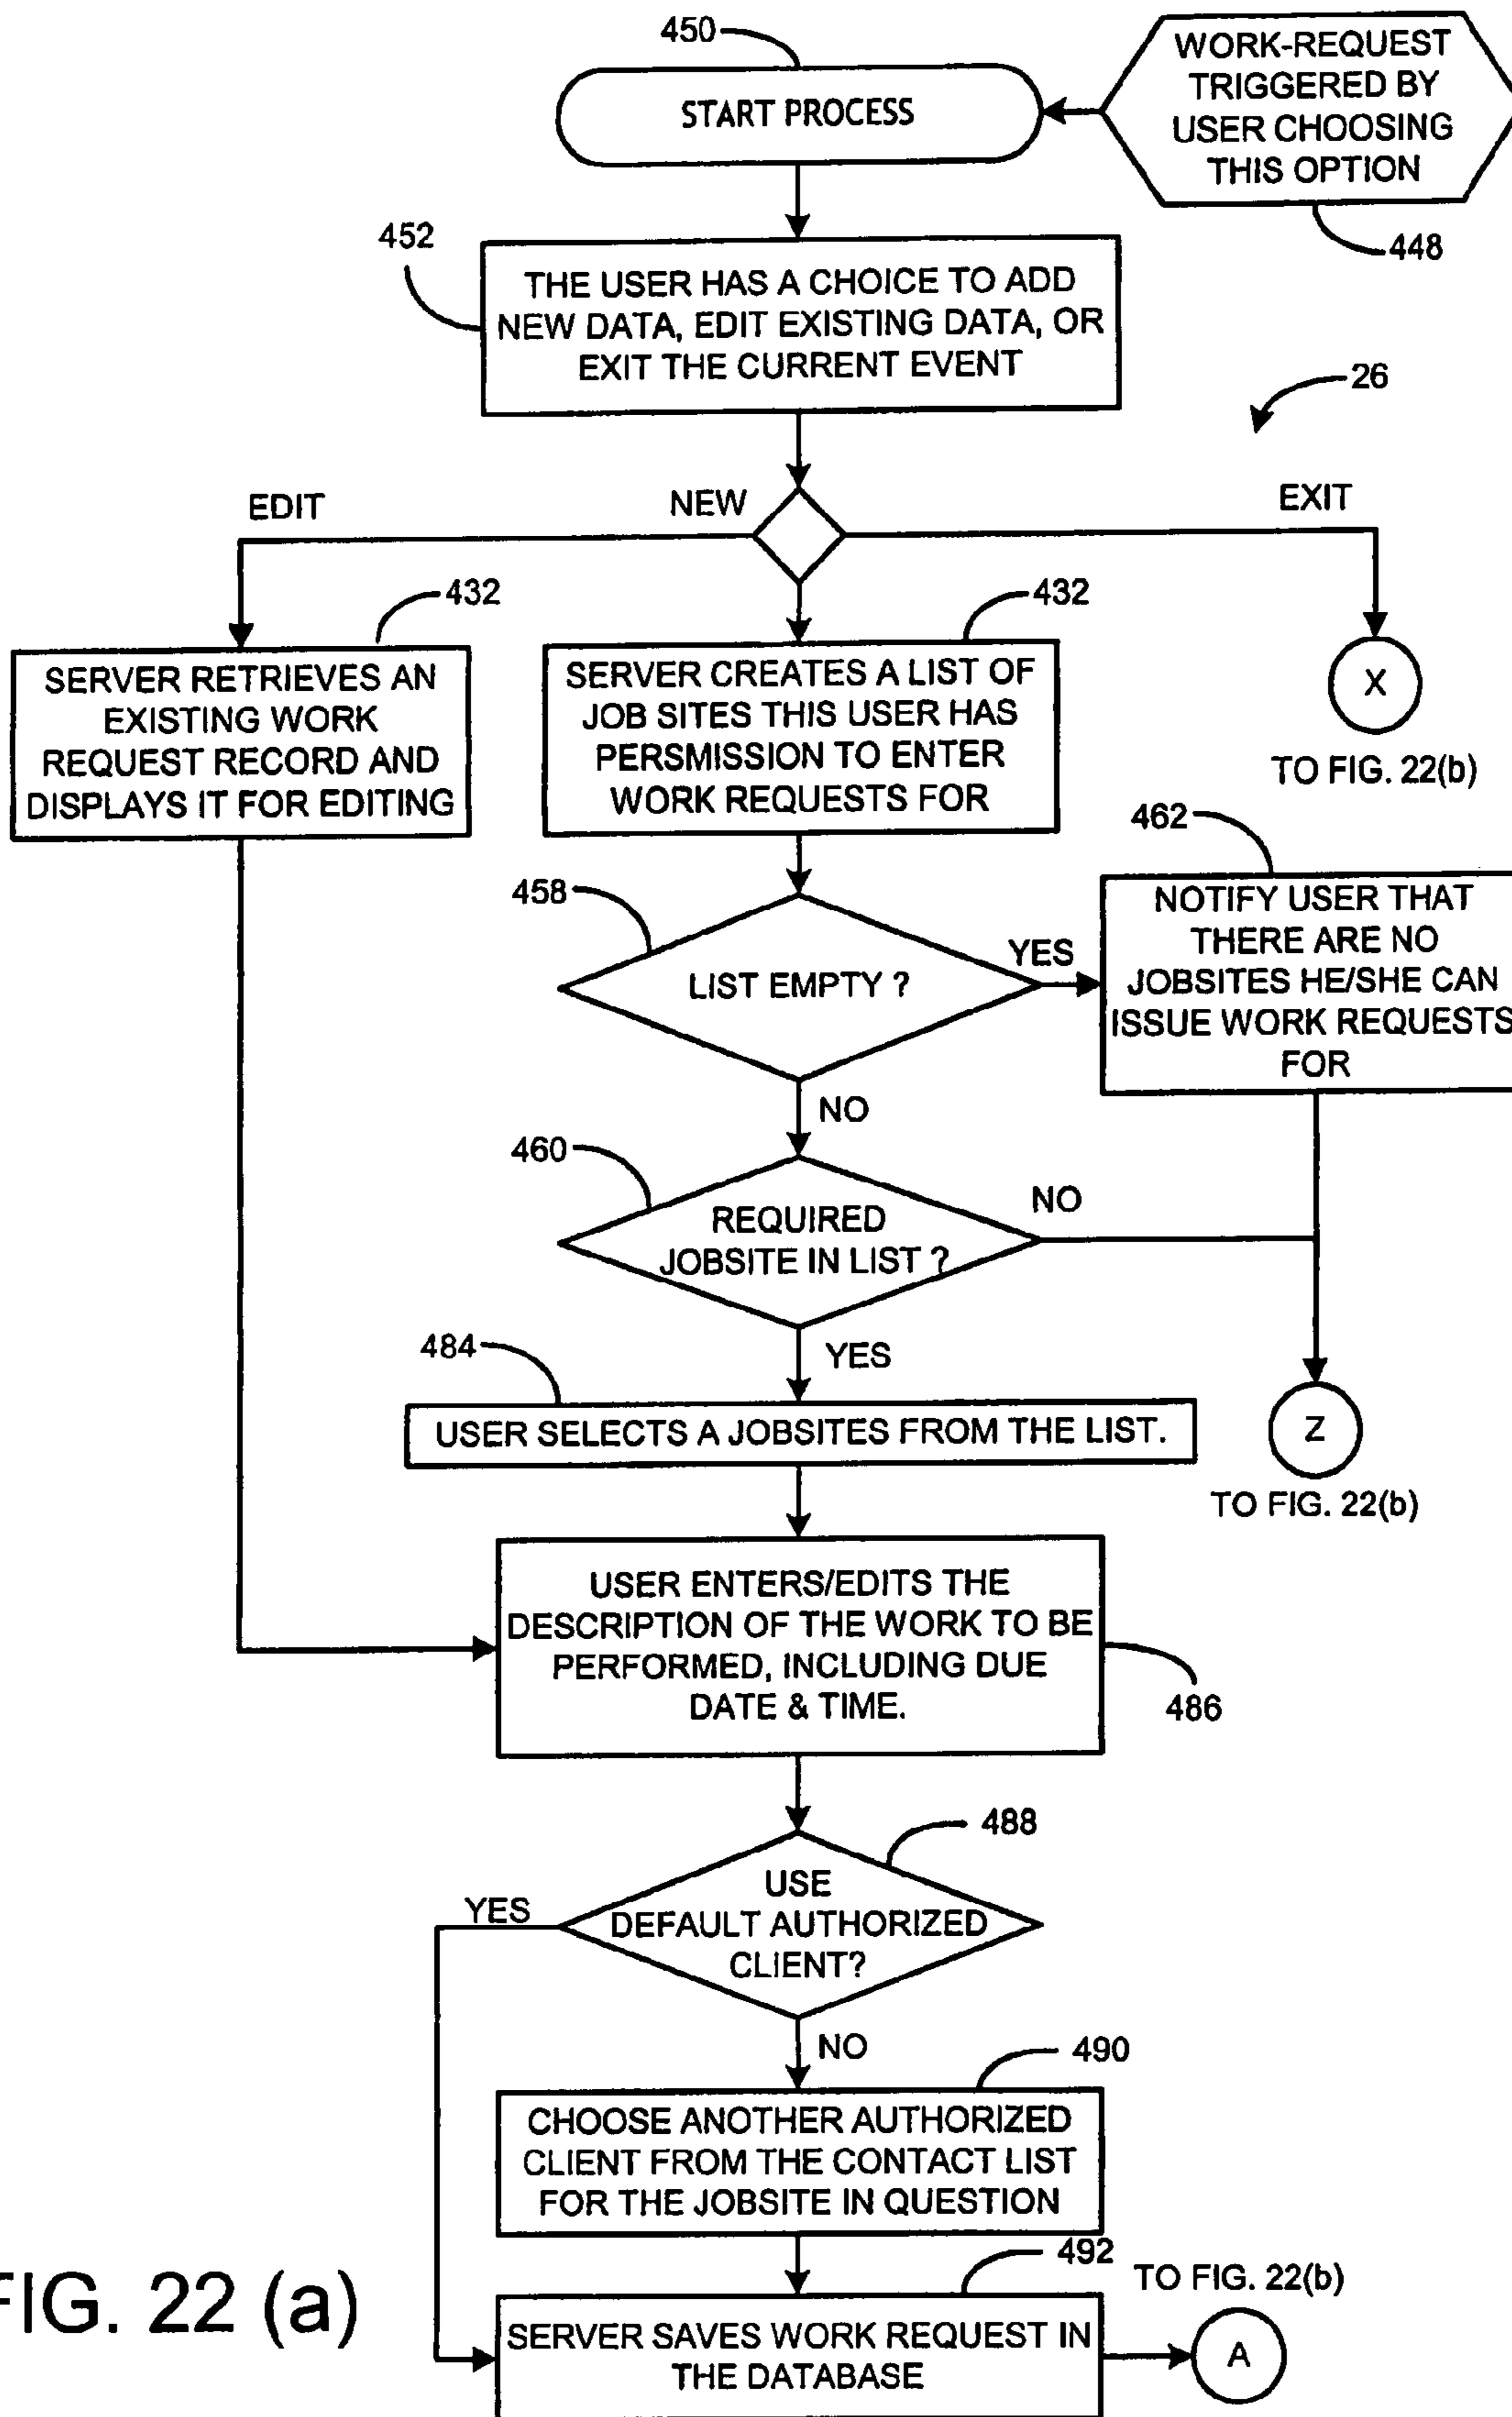 450
START PROCESS
WORK-REQUEST
TRIGGERED BY
USER CHOOSING
THIS OPTION
448
452
THE USER HAS A CHOICE TO ADD
NEW DATA, EDIT EXISTING DATA, OR
EXIT THE CURRENT EVENT
26
EDIT
NEW
EXIT
432
SERVER RETRIEVES AN
EXISTING WORK
REQUEST RECORD AND
DISPLAYS IT FOR EDITING
432
SERVER CREATES A LIST OF
JOB SITES THIS USER HAS
PERSMISSION TO ENTER
WORK REQUESTS FOR
X
TO FIG. 22(b)
458
LIST EMPTY ?
YES
462
NOTIFY USER THAT
THERE ARE NO
JOBSITES HE/SHE CAN
ISSUE WORK REQUESTS
FOR
NO
460
REQUIRED
JOBSITE IN LIST ?
NO
YES
Z
TO FIG. 22(b)
484
USER SELECTS A JOBSITES FROM THE LIST.
USER ENTERS/EDITS THE
DESCRIPTION OF THE WORK TO BE
PERFORMED, INCLUDING DUE
DATE & TIME.
486
488
USE
DEFAULT AUTHORIZED
CLIENT?
YES
NO
490
CHOOSE ANOTHER AUTHORIZED
CLIENT FROM THE CONTACT LIST
FOR THE JOBSITE IN QUESTION
492
SERVER SAVES WORK REQUEST IN
THE DATABASE
TO FIG. 22(b)
A
FIG. 22 (a)